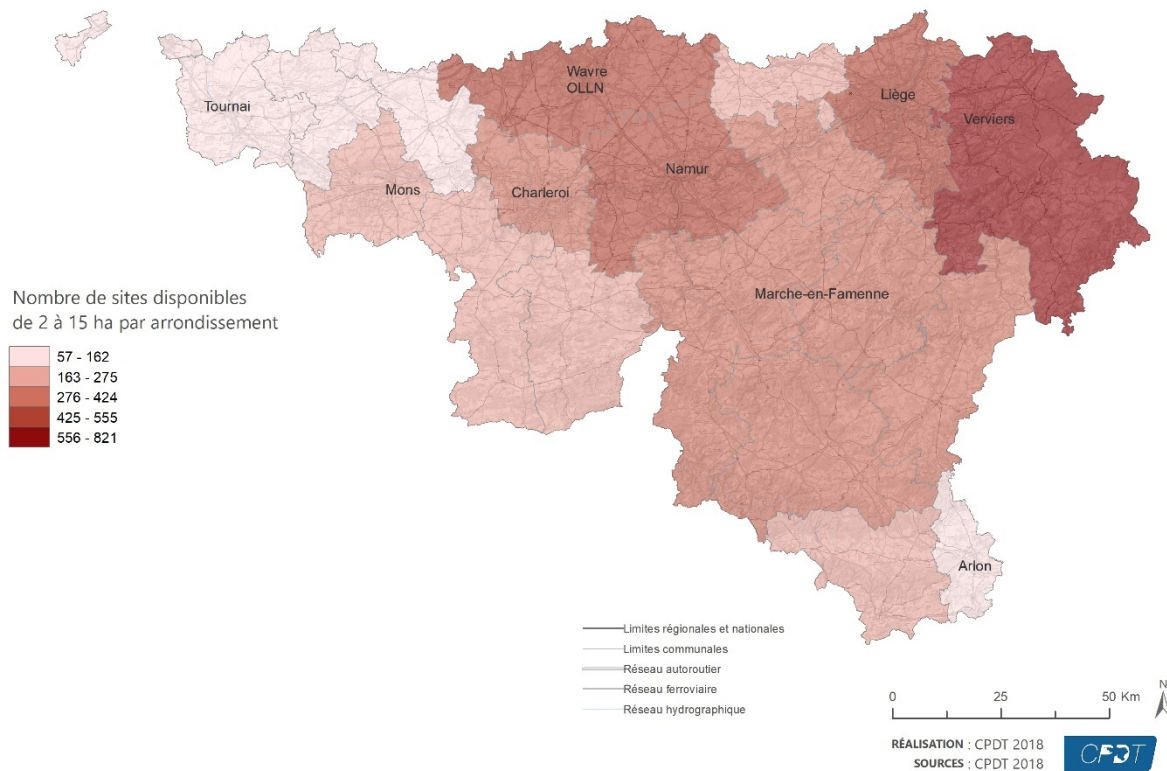 Wavre
OLLN
Liège
Tournai
Verviers
Namur
Mons
Charleroi
Marche-en-Famenne
Arlon
Nombre de sites disponibles
de 2 à 15 ha par arrondissement
57 - 162
163 - 275
276 - 424
425 - 555
556 - 821
Limites régionales et nationales
Limites communales
Réseau autoroutier
Réseau ferroviaire
Réseau hydrographique
0 25 50 Km
N
RÉALISATION : CPDT 2018
SOURCES : CPDT 2018
CPDT